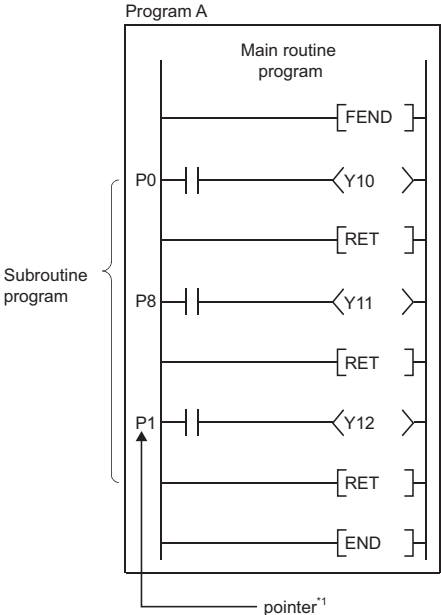 Program A
Main routine
program
FEND
P0 Y10
RET
Subroutine
program
P8 Y11
RET
P1 Y12
RET
END
pointer*1